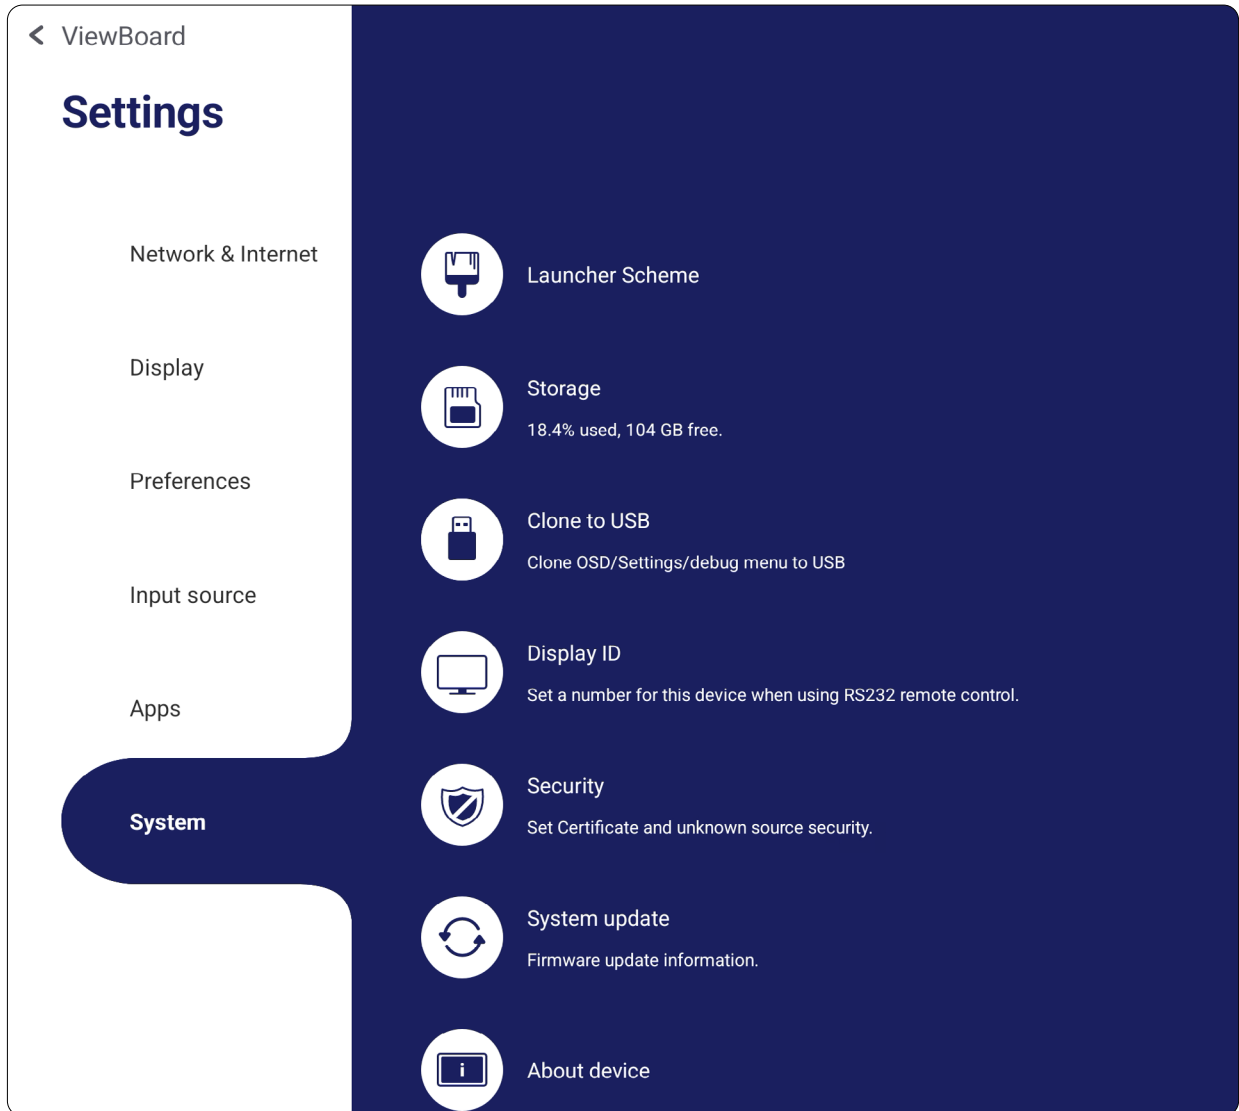 ViewBoard
Settings
Network & Internet
Display
Preferences
Input source
Apps
System
Launcher Scheme
Storage
18.4% used, 104 GB free.
Clone to USB
Clone OSD/Settings/debug menu to USB
Display ID
Set a number for this device when using RS232 remote control.
Security
Set Certificate and unknown source security.
System update
Firmware update information.
i
About device